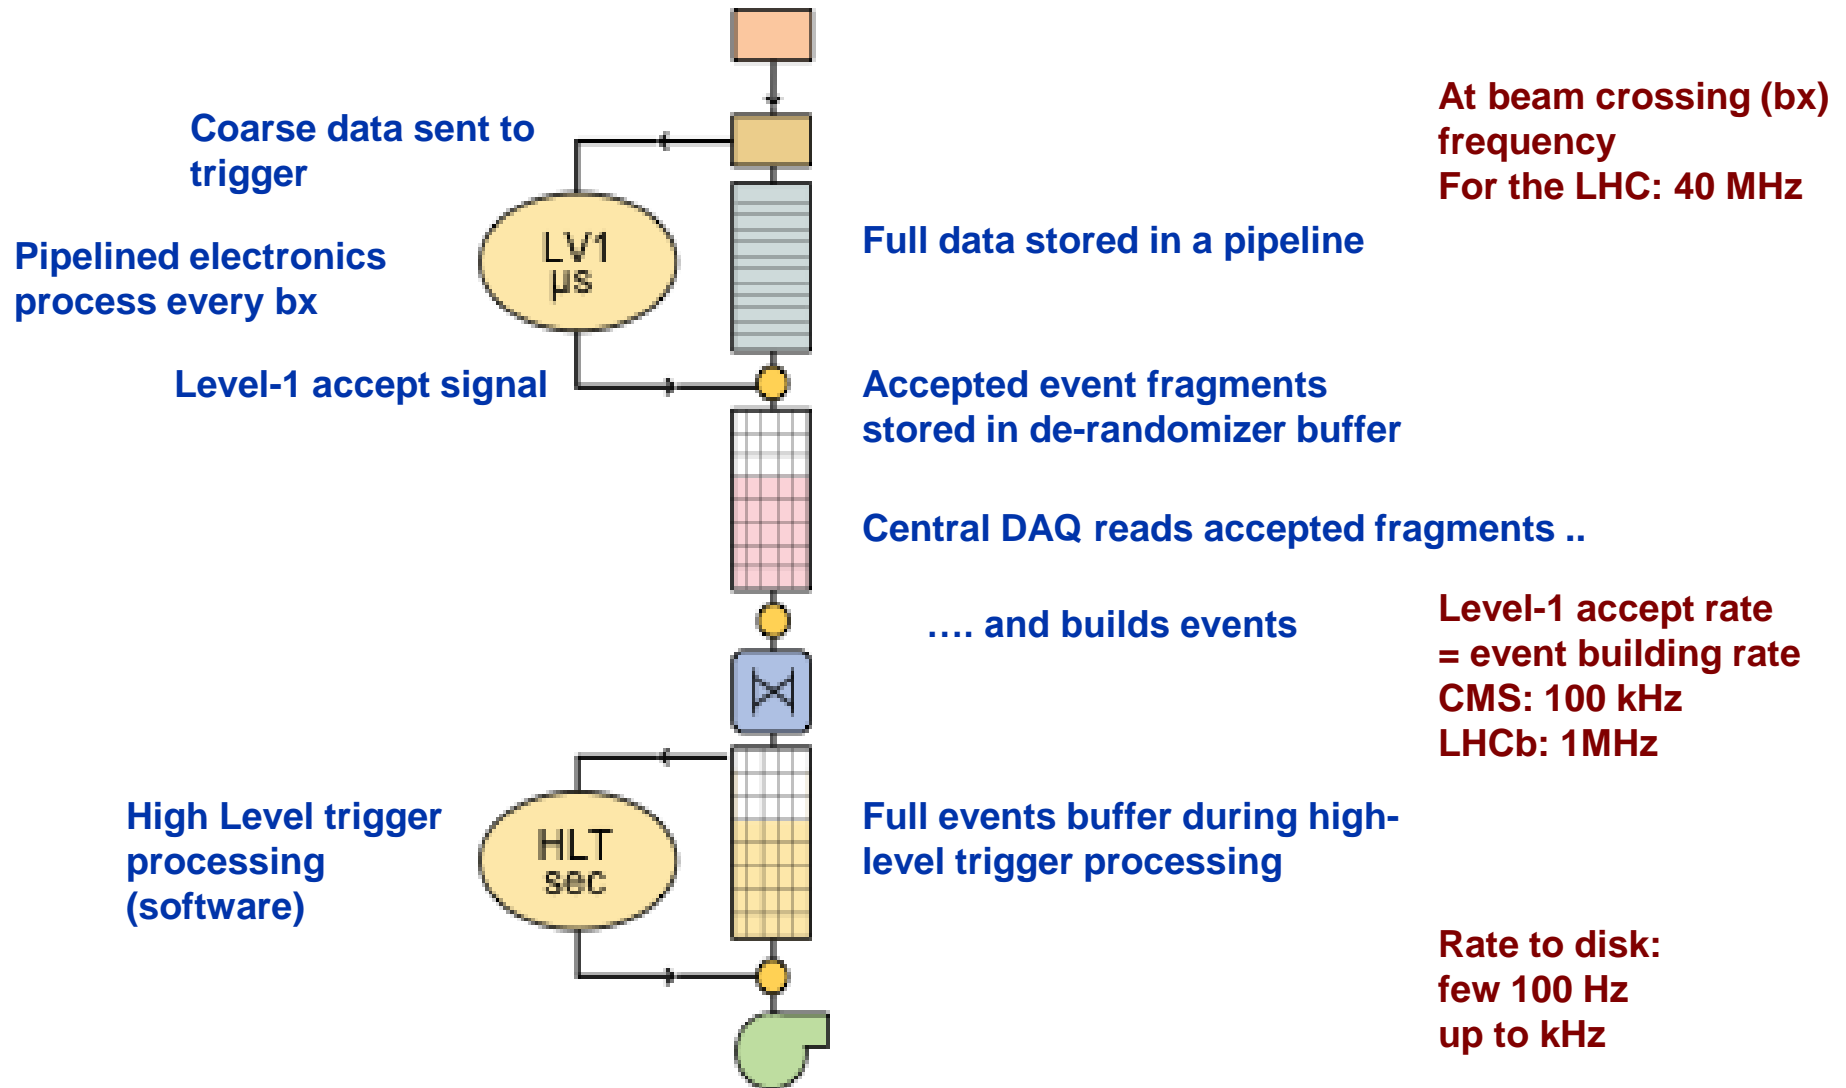 Coarse data sent to
trigger
At beam crossing (bx)
frequency
For the LHC: 40 MHz
Pipelined electronics
process every bx
LV1
µs
Full data stored in a pipeline
Level-1 accept signal
Accepted event fragments
stored in de-randomizer buffer
Central DAQ reads accepted fragments ..
…. and builds events
Level-1 accept rate
= event building rate
CMS: 100 kHz
LHCb: 1MHz
High Level trigger
processing
(software)
HLT
sec
Full events buffer during high-
level trigger processing
Rate to disk:
few 100 Hz
up to kHz